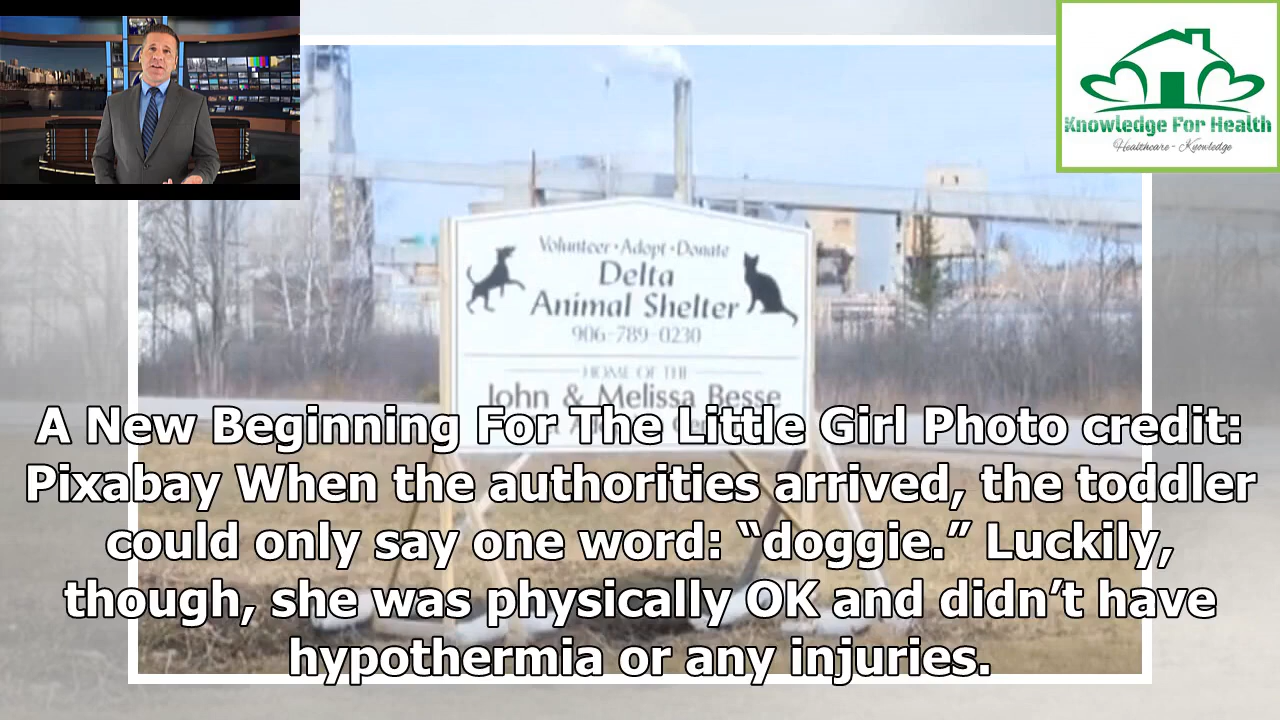 Knowledge For Health
Healthcare - Knowledge
Volunteer • Adopt • Donate
Delta
Animal Shelter
906-789-0230
HOME OF THE
John & Melissa Besse
A New Beginning For The Little Girl Photo credit:
Pixabay When the authorities arrived, the toddler
could only say one word: “doggie.” Luckily,
though, she was physically OK and didn’t have
hypothermia or any injuries.